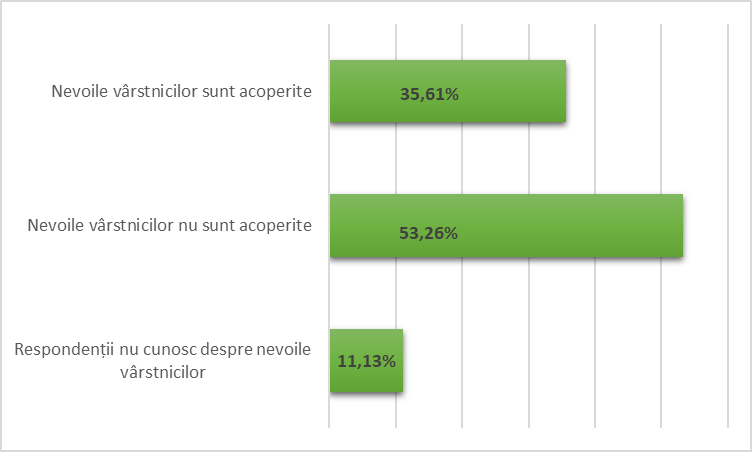 Nevoile vârstnicilor sunt acoperite
35,61%
Nevoile vârstnicilor nu sunt acoperite
53,26%
Respondenții nu cunosc despre nevoile
vârstnicilor
11,13%